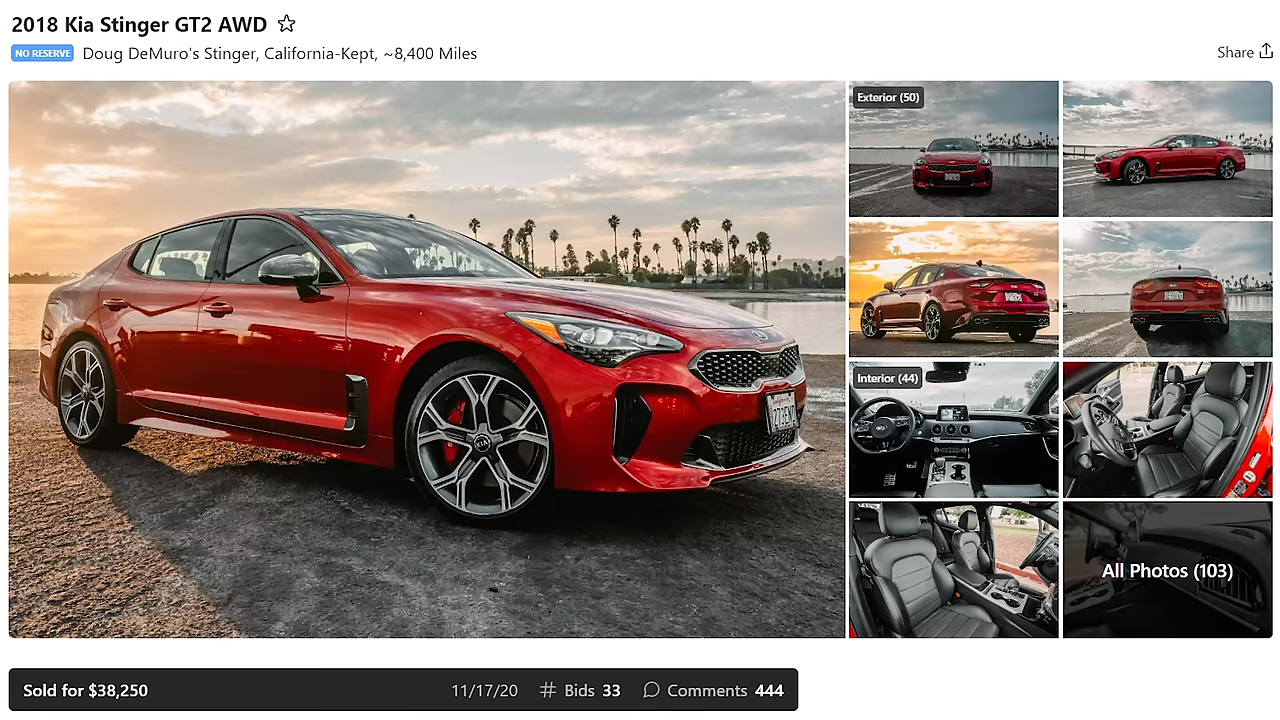 2018 Kia Stinger GT2 AWD
NO RESERVE Doug DeMuro's Stinger, California-Kept, ~8,400 Miles
Share
Exterior (50)
Interior (44)
KIA
All Photos (103)
Sold for $38,250 11/17/20 # Bids 33 Comments 444